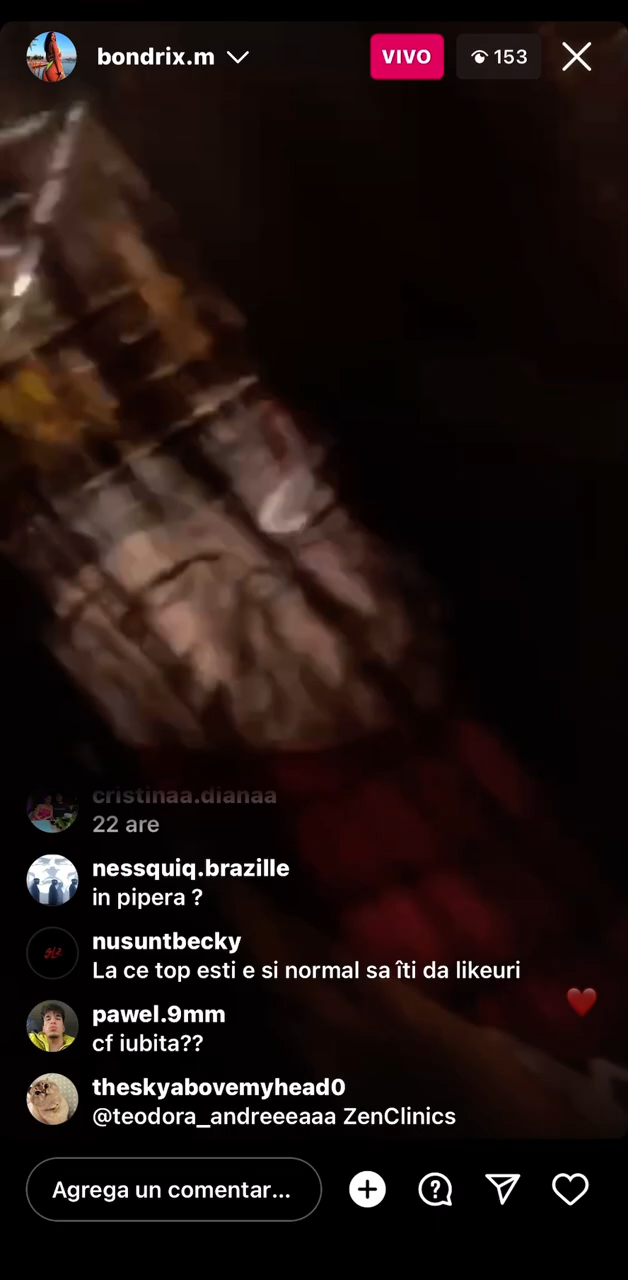 bondrix.m
VIVO
153
cristinaa.dianaa
22 are
nessquiq.brazille
in pipera ?
nusuntbecky
La ce top esti e si normal sa îti da likeuri
pawel.9mm
cf iubita??
theskyabovemyhead0
@teodora_andreeeaaa ZenClinics
Agrega un comentar...